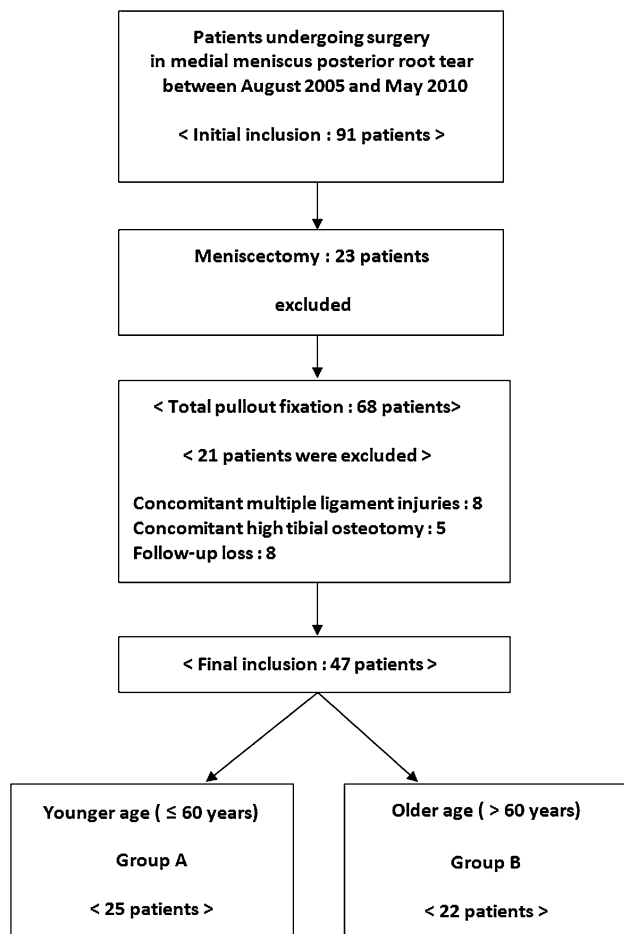 Patients undergoing surgery
in medial meniscus posterior root tear
between August 2005 and May 2010
< Initial inclusion : 91 patients >
Meniscectomy : 23 patients
excluded
< Total pullout fixation : 68 patients>
< 21 patients were excluded >
Concomitant multiple ligament injuries : 8
Concomitant high tibial osteotomy : 5
Follow-up loss : 8
< Final inclusion : 47 patients >
Younger age ( ≤ 60 years)
Group A
< 25 patients >
Older age ( > 60 years)
Group B
< 22 patients >